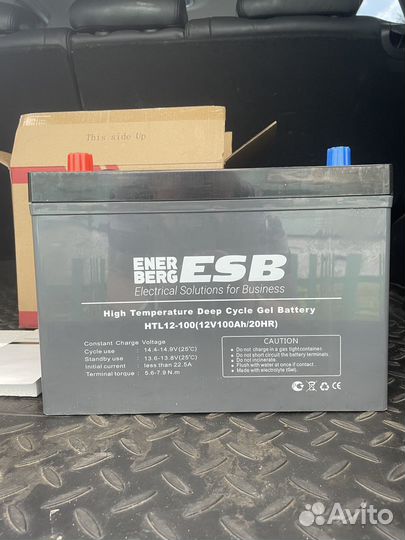 This side Up
ENER
BERG
ESB
Electrical Solutions for Business
High Temperature Deep Cycle Gel Battery
HTL12-100(12V100Ah/20HR)
Constant Charge Voltage
Cycle use : 14.4-14.9V(25℃)
Standby use : 13.6-13.8V(25℃)
Initial current : less than 22.5A
Terminal torque : 5.6-7.9 N.m
CAUTION
Do not charge in a gas tight container.
Do not short circuit the battery terminals.
Do not incinerate.
Flush with water at once if contact
Made with electrolyte (Gel).
Avito